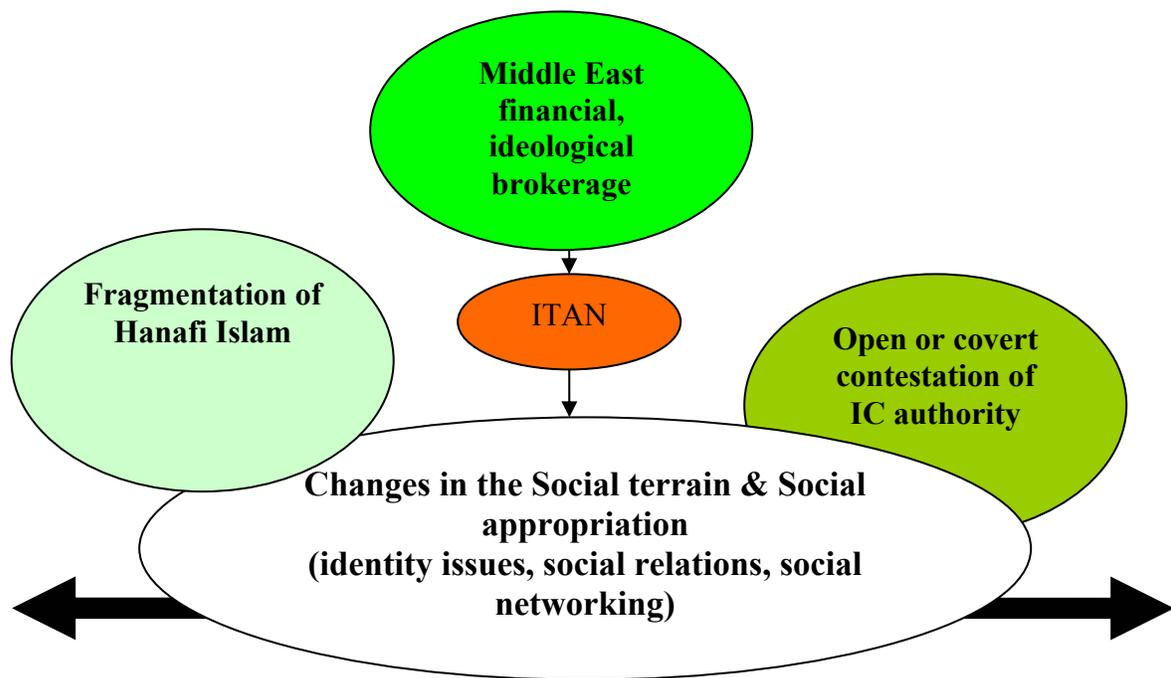 Middle East
financial,
ideological
brokerage
Fragmentation of
Hanafi Islam
ITAN
Open or covert
contestation of
IC authority
Changes in the Social terrain & Social
appropriation
(identity issues, social relations, social
networking)